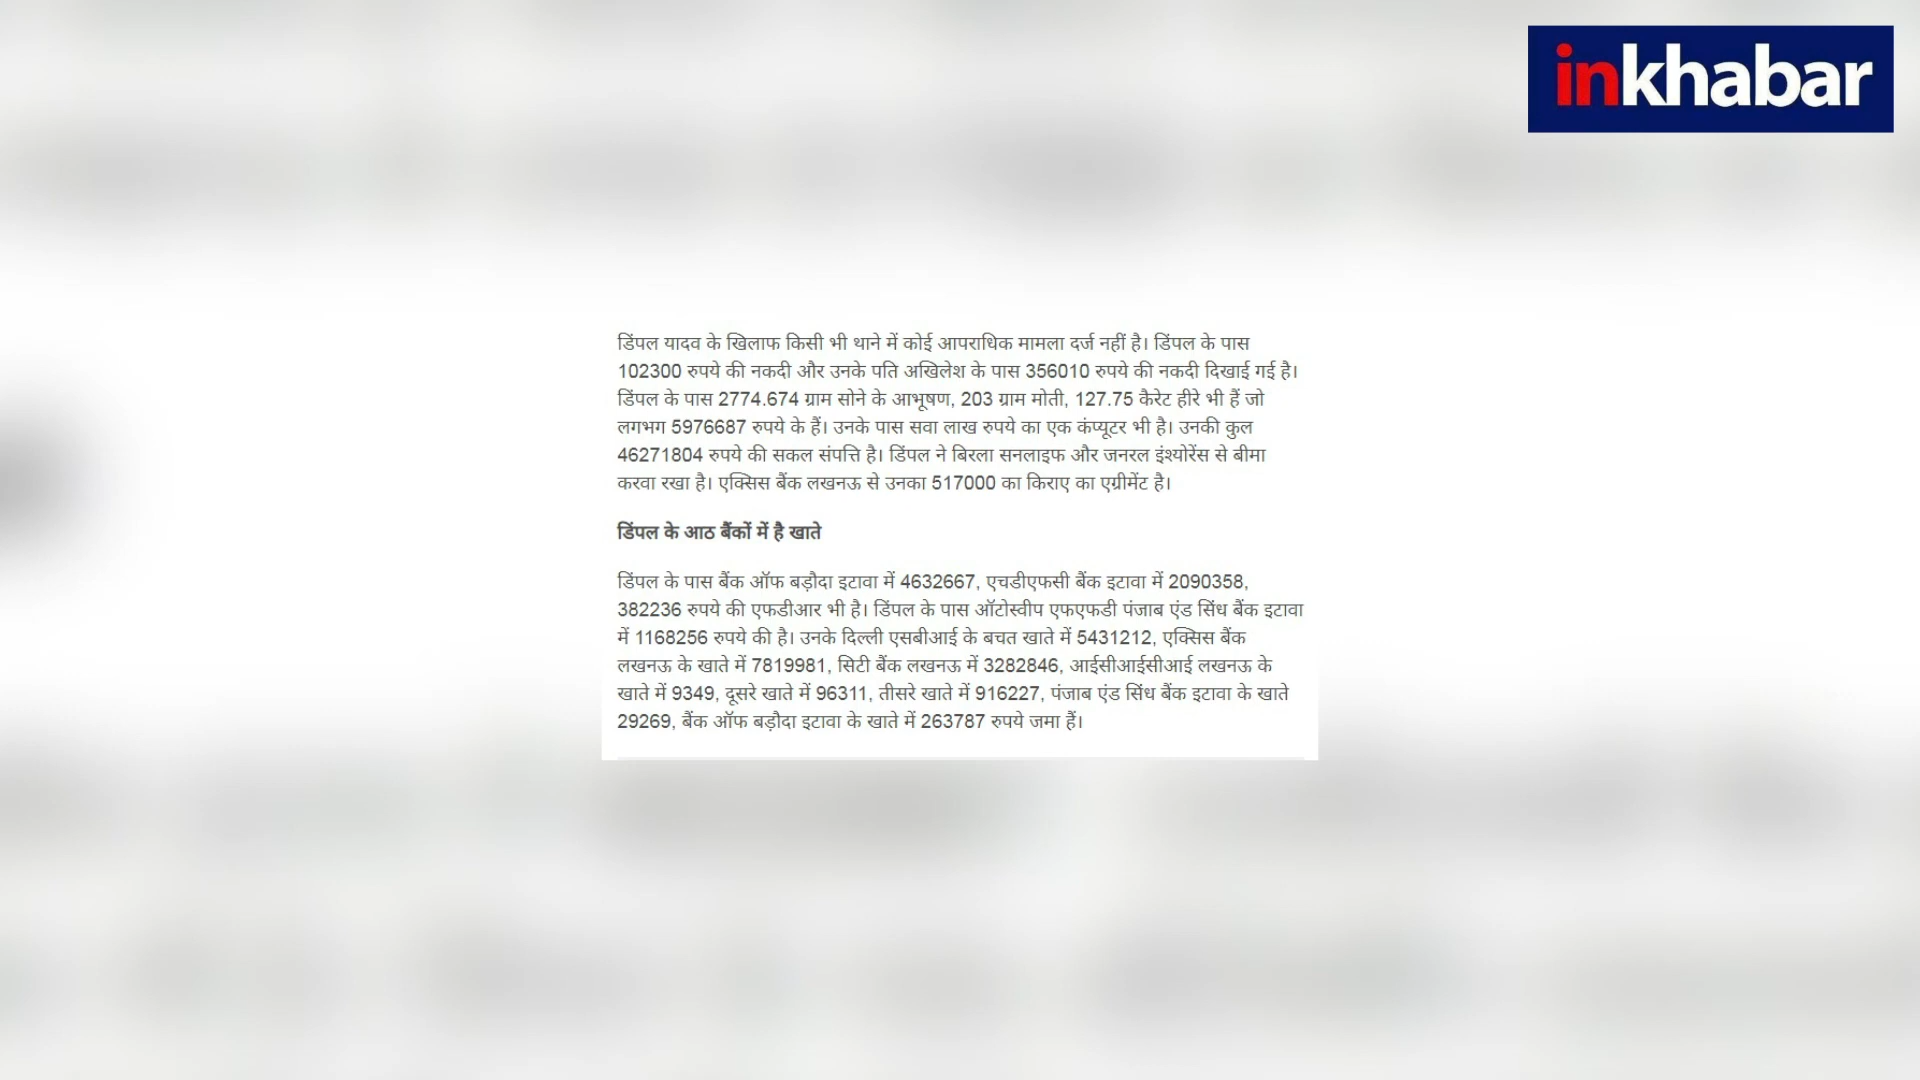 inkhabar
डिंपल यादव के खिलाफ किसी भी थाने में कोई आपराधिक मामला दर्ज नहीं है। डिंपल के पास
102300 रुपये की नकदी और उनके पति अखिलेश के पास 356010 रुपये की नकदी दिखाई गई है।
डिंपल के पास 2774.674 ग्राम सोने के आभूषण, 203 ग्राम मोती, 127.75 कैरेट हीरे भी हैं जो
लगभग 5976687 रुपये के हैं। उनके पास सवा लाख रुपये का एक कंप्यूटर भी है। उनकी कुल
46271804 रुपये की सकल संपत्ति है। डिंपल ने बिरला सनलाइफ और जनरल इंश्योरेंस से बीमा
करवा रखा है। एक्सिस बैंक लखनऊ से उनका 517000 का किराए का एग्रीमेंट है।
डिंपल के आठ बैंकों में है खाते
डिंपल के पास बैंक ऑफ बड़ौदा इटावा में 4632667, एचडीएफसी बैंक इटावा में 2090358,
382236 रुपये की एफडीआर भी है। डिंपल के पास ऑटोस्वीप एफएफडी पंजाब एंड सिंध बैंक इटावा
में 1168256 रुपये की है। उनके दिल्ली एसबीआई के बचत खाते में 5431212, एक्सिस बैंक
लखनऊ के खाते में 7819981, सिटी बैंक लखनऊ में 3282846, आईसीआईसीआई लखनऊ के
खाते में 9349, दूसरे खाते में 96311, तीसरे खाते में 916227, पंजाब एंड सिंध बैंक इटावा के खाते
29269, बैंक ऑफ बड़ौदा इटावा के खाते में 263787 रुपये जमा हैं।